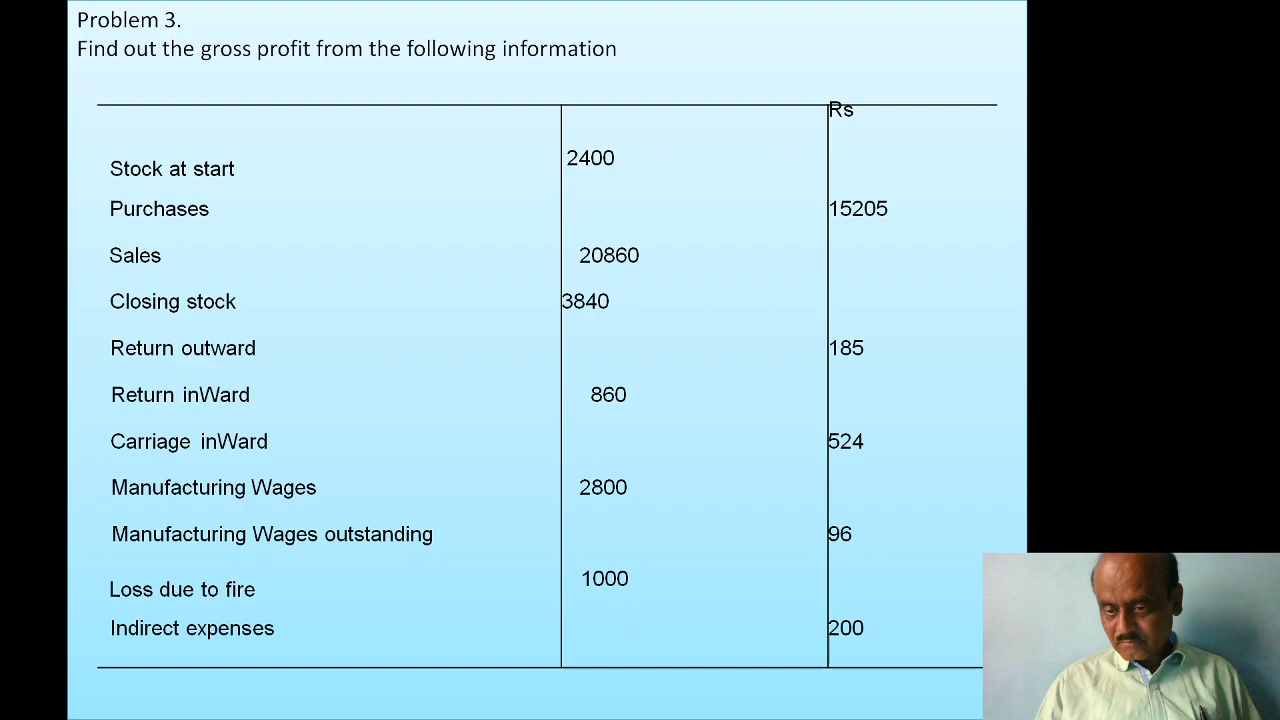 Problem 3.
Find out the gross profit from the following information
Rs
Stock at start 2400
Purchases 15205
Sales 20860
Closing stock 3840
Return outward 185
Return inWard 860
Carriage inWard 524
Manufacturing Wages 2800
Manufacturing Wages outstanding 96
Loss due to fire 1000
Indirect expenses 200